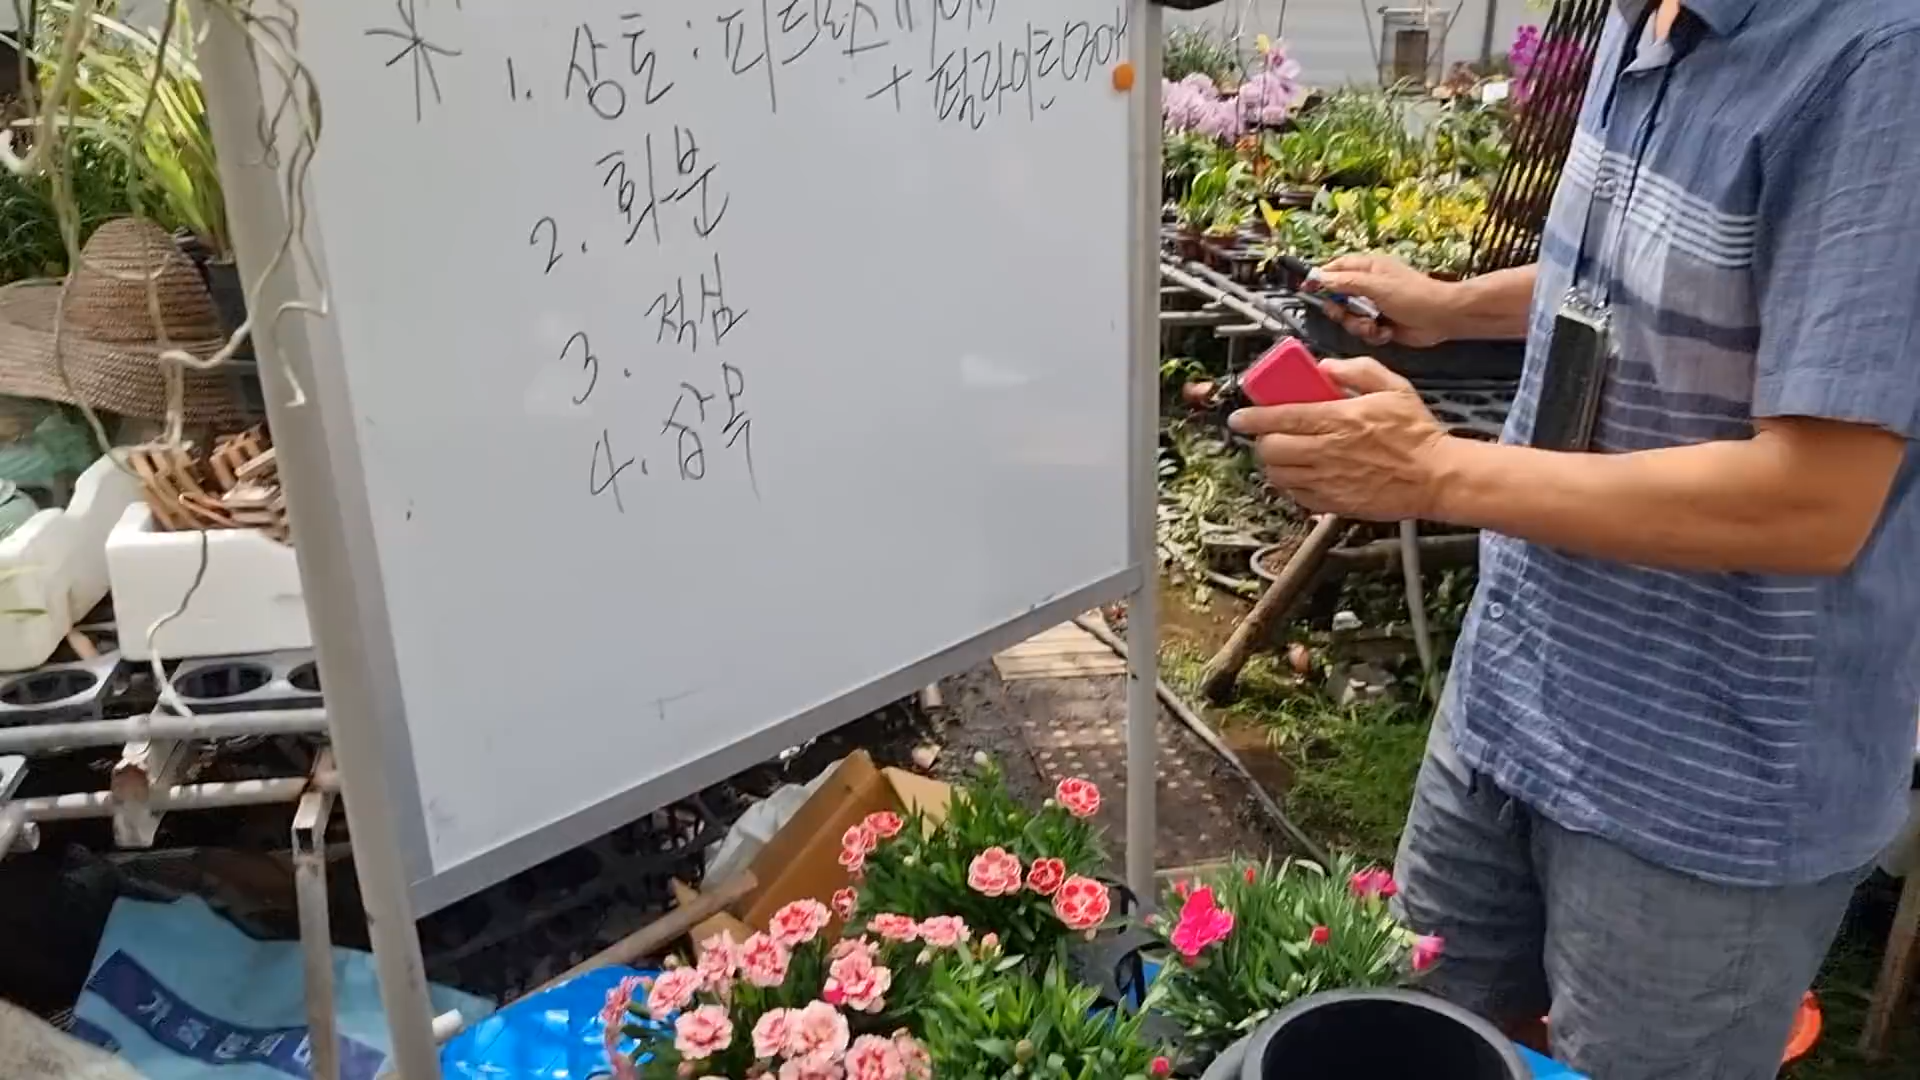 ※ 1. 상토 : 피트모스
+ 펄라이트
2. 화분
3. 적심
4. 삽목